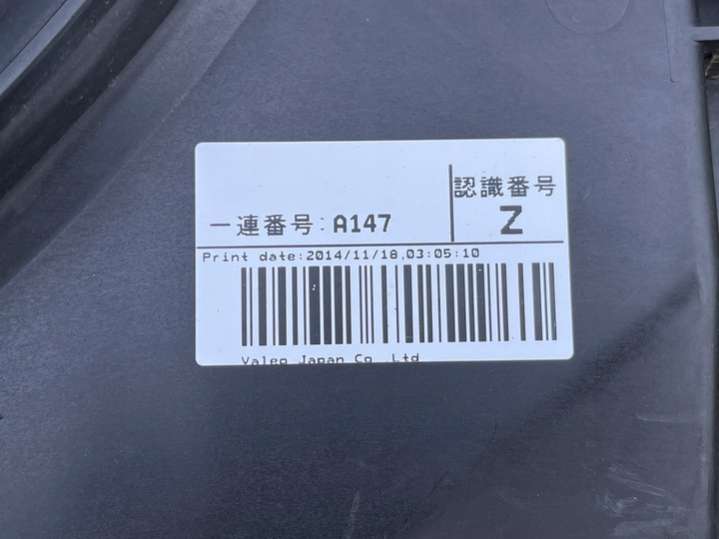 認識番号
一連番号:A147
Z
Print date:2014/11/18,03:05:10
Valeo Japan Co. Ltd